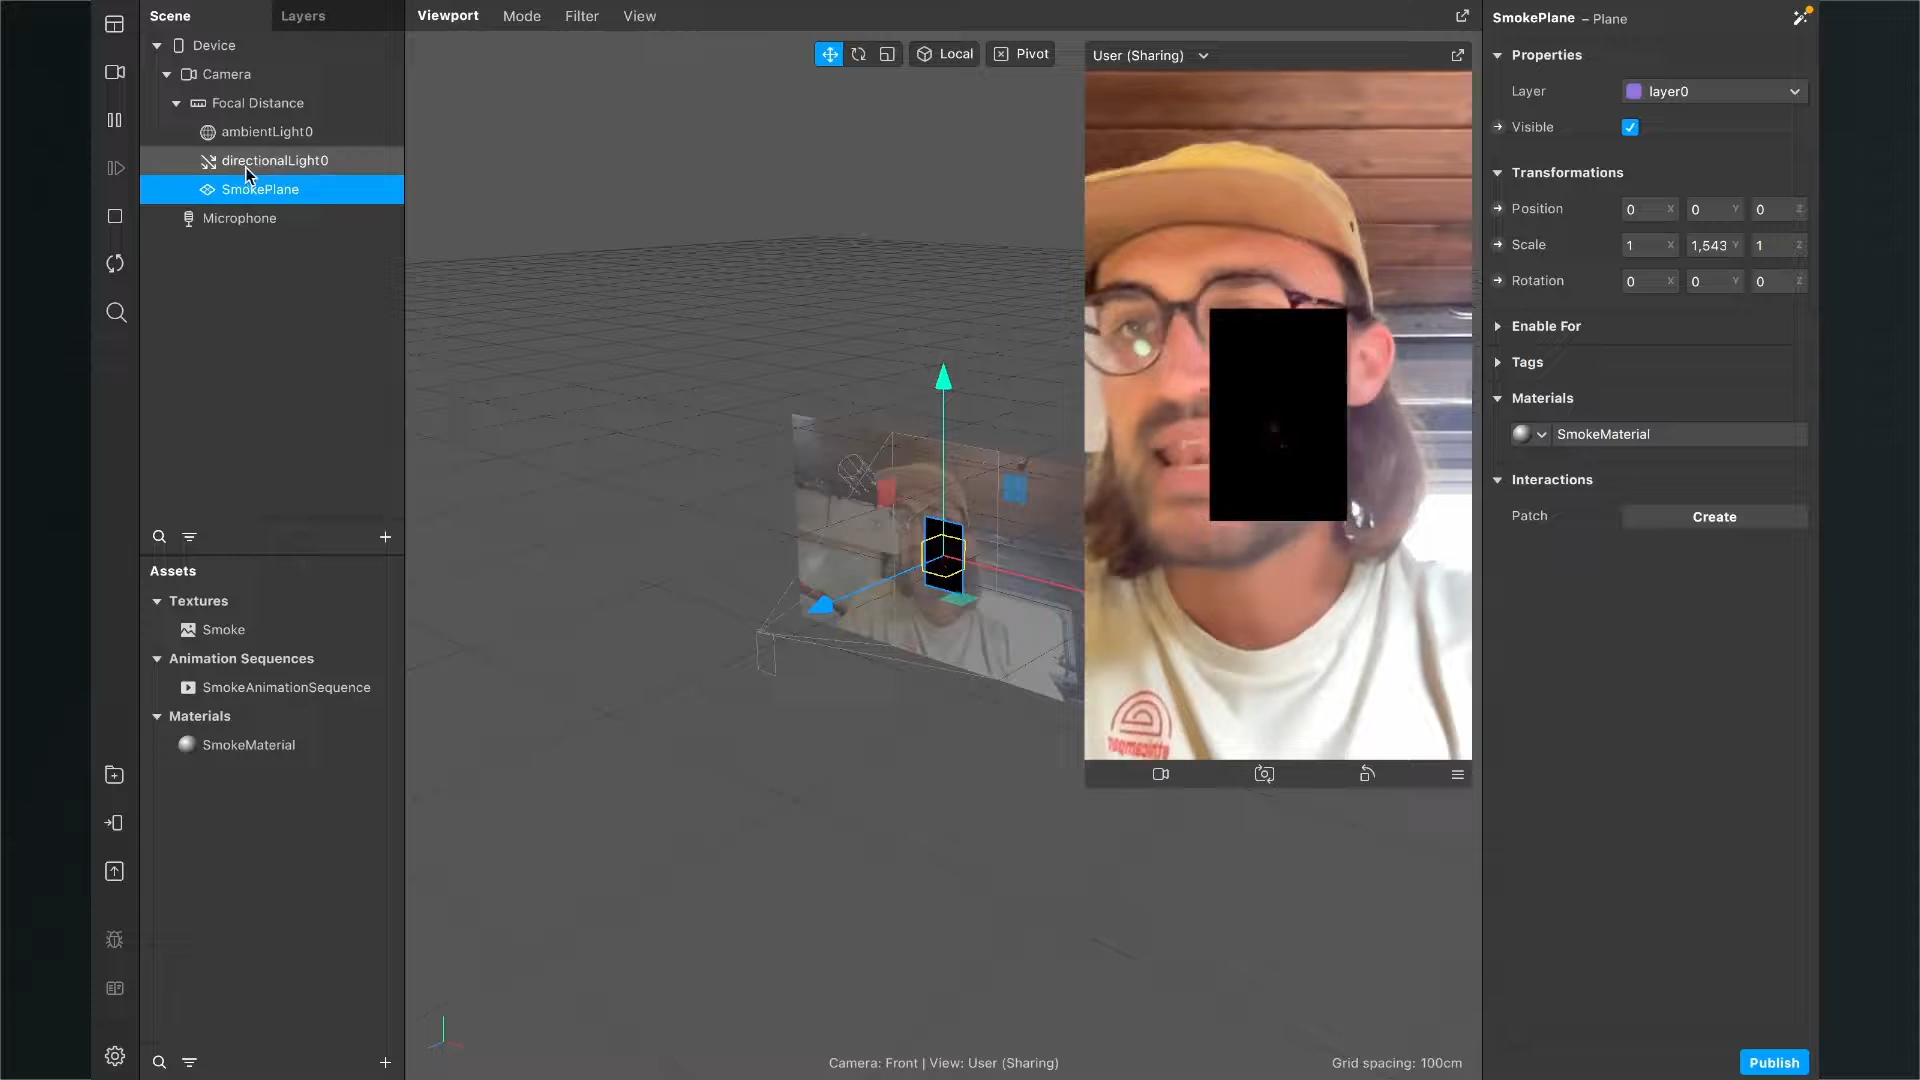 Scene
Layers
Device
Camera
Focal Distance
ambientLight0
directionalLight0
SmokePlane
Microphone
Assets
Textures
Smoke
Animation Sequences
SmokeAnimationSequence
Materials
SmokeMaterial
Viewport Mode Filter View
Local
Pivot
User (Sharing)
Camera: Front | View: User (Sharing)
Grid spacing: 100cm
SmokePlane – Plane
Properties
Layer layer0
Visible
Transformations
Position 0 X 0 Y 0 Z
Scale 1 X 1,543 Y 1 Z
Rotation 0 X 0 Y 0 Z
Enable For
Tags
Materials
SmokeMaterial
Interactions
Patch Create
Publish